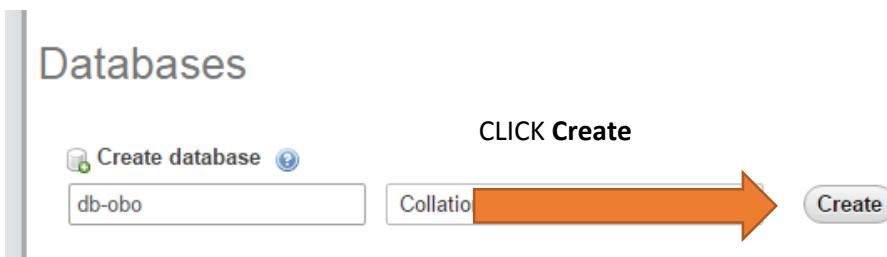 Databases
CLICK Create
Create database
db-obo
Create